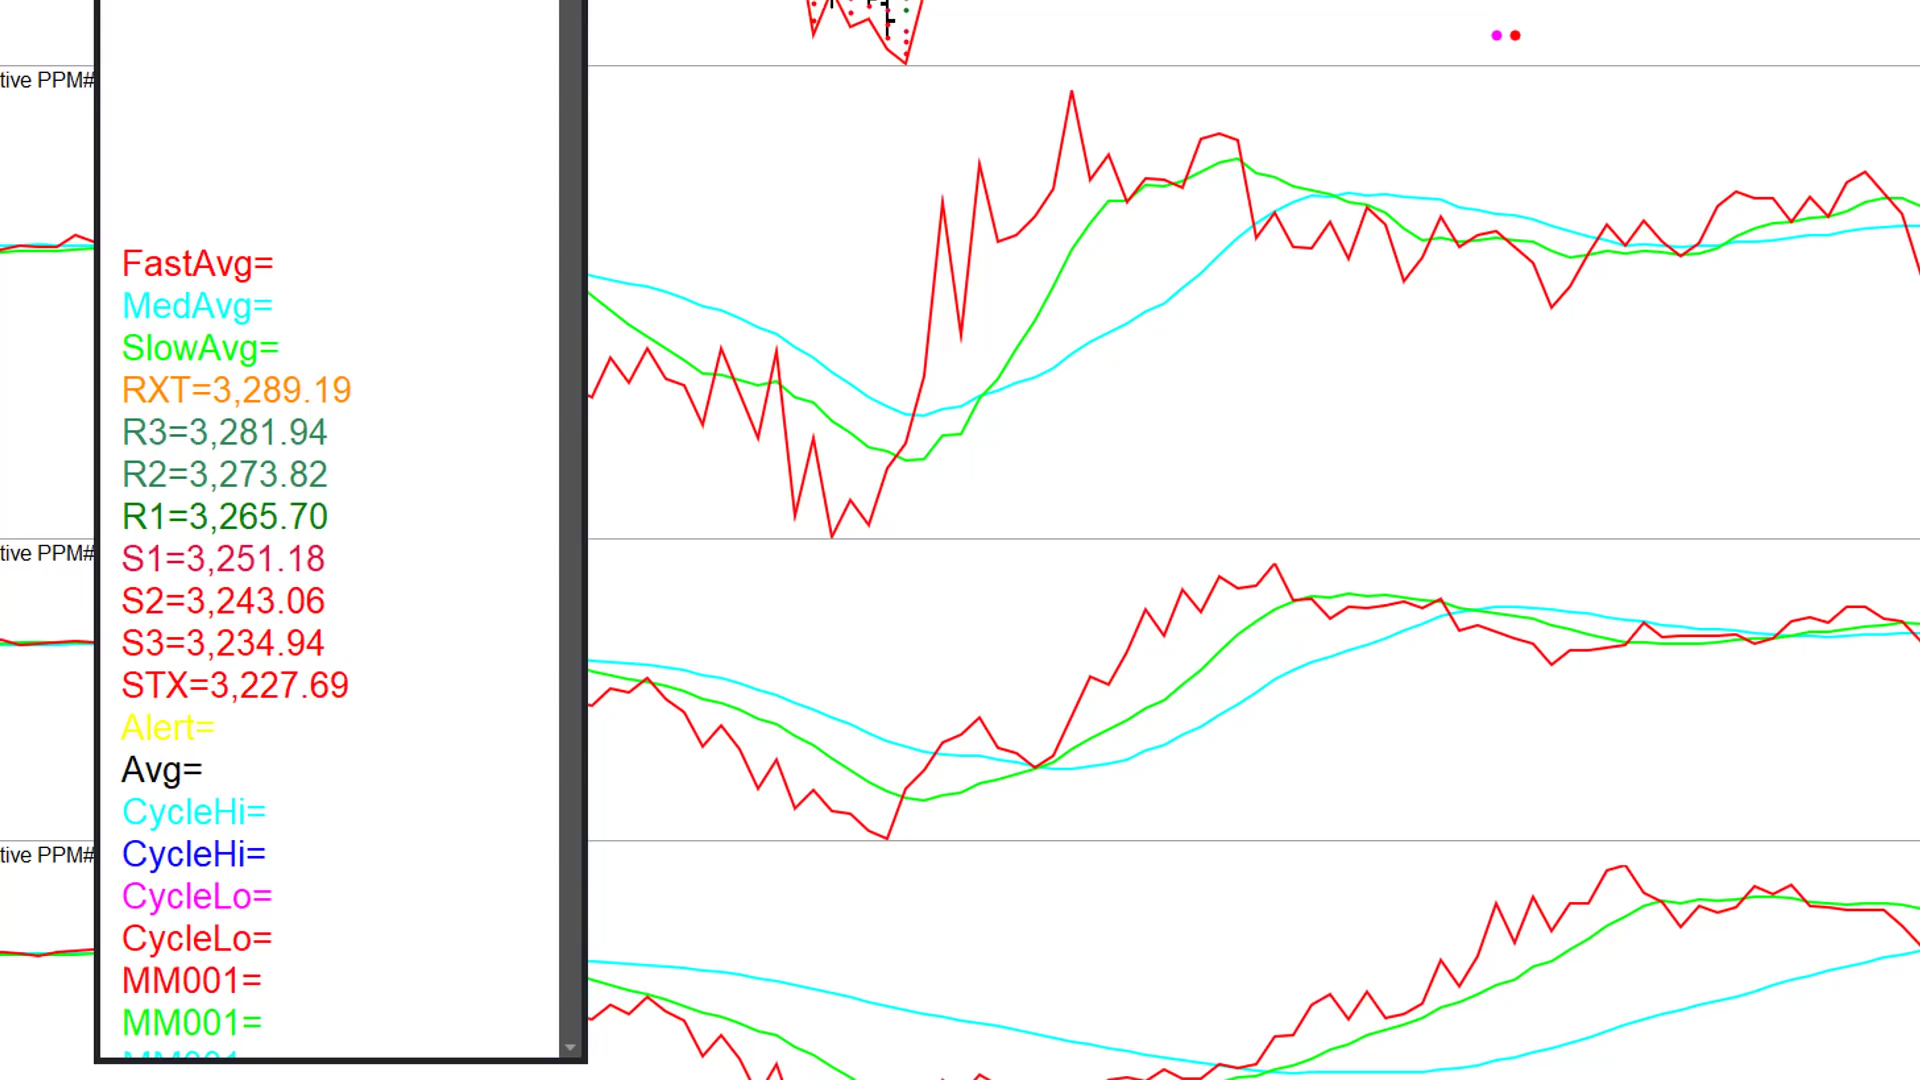 tive PPM#
FastAvg=
MedAvg=
SlowAvg=
RXT=3,289.19
R3=3,281.94
R2=3,273.82
R1=3,265.70
S1=3,251.18
tive PPM#
S2=3,243.06
S3=3,234.94
STX=3,227.69
Alert=
Avg=
CycleHi=
tive PPM#
CycleHi=
CycleLo=
CycleLo=
MM001=
MM001=
MM001